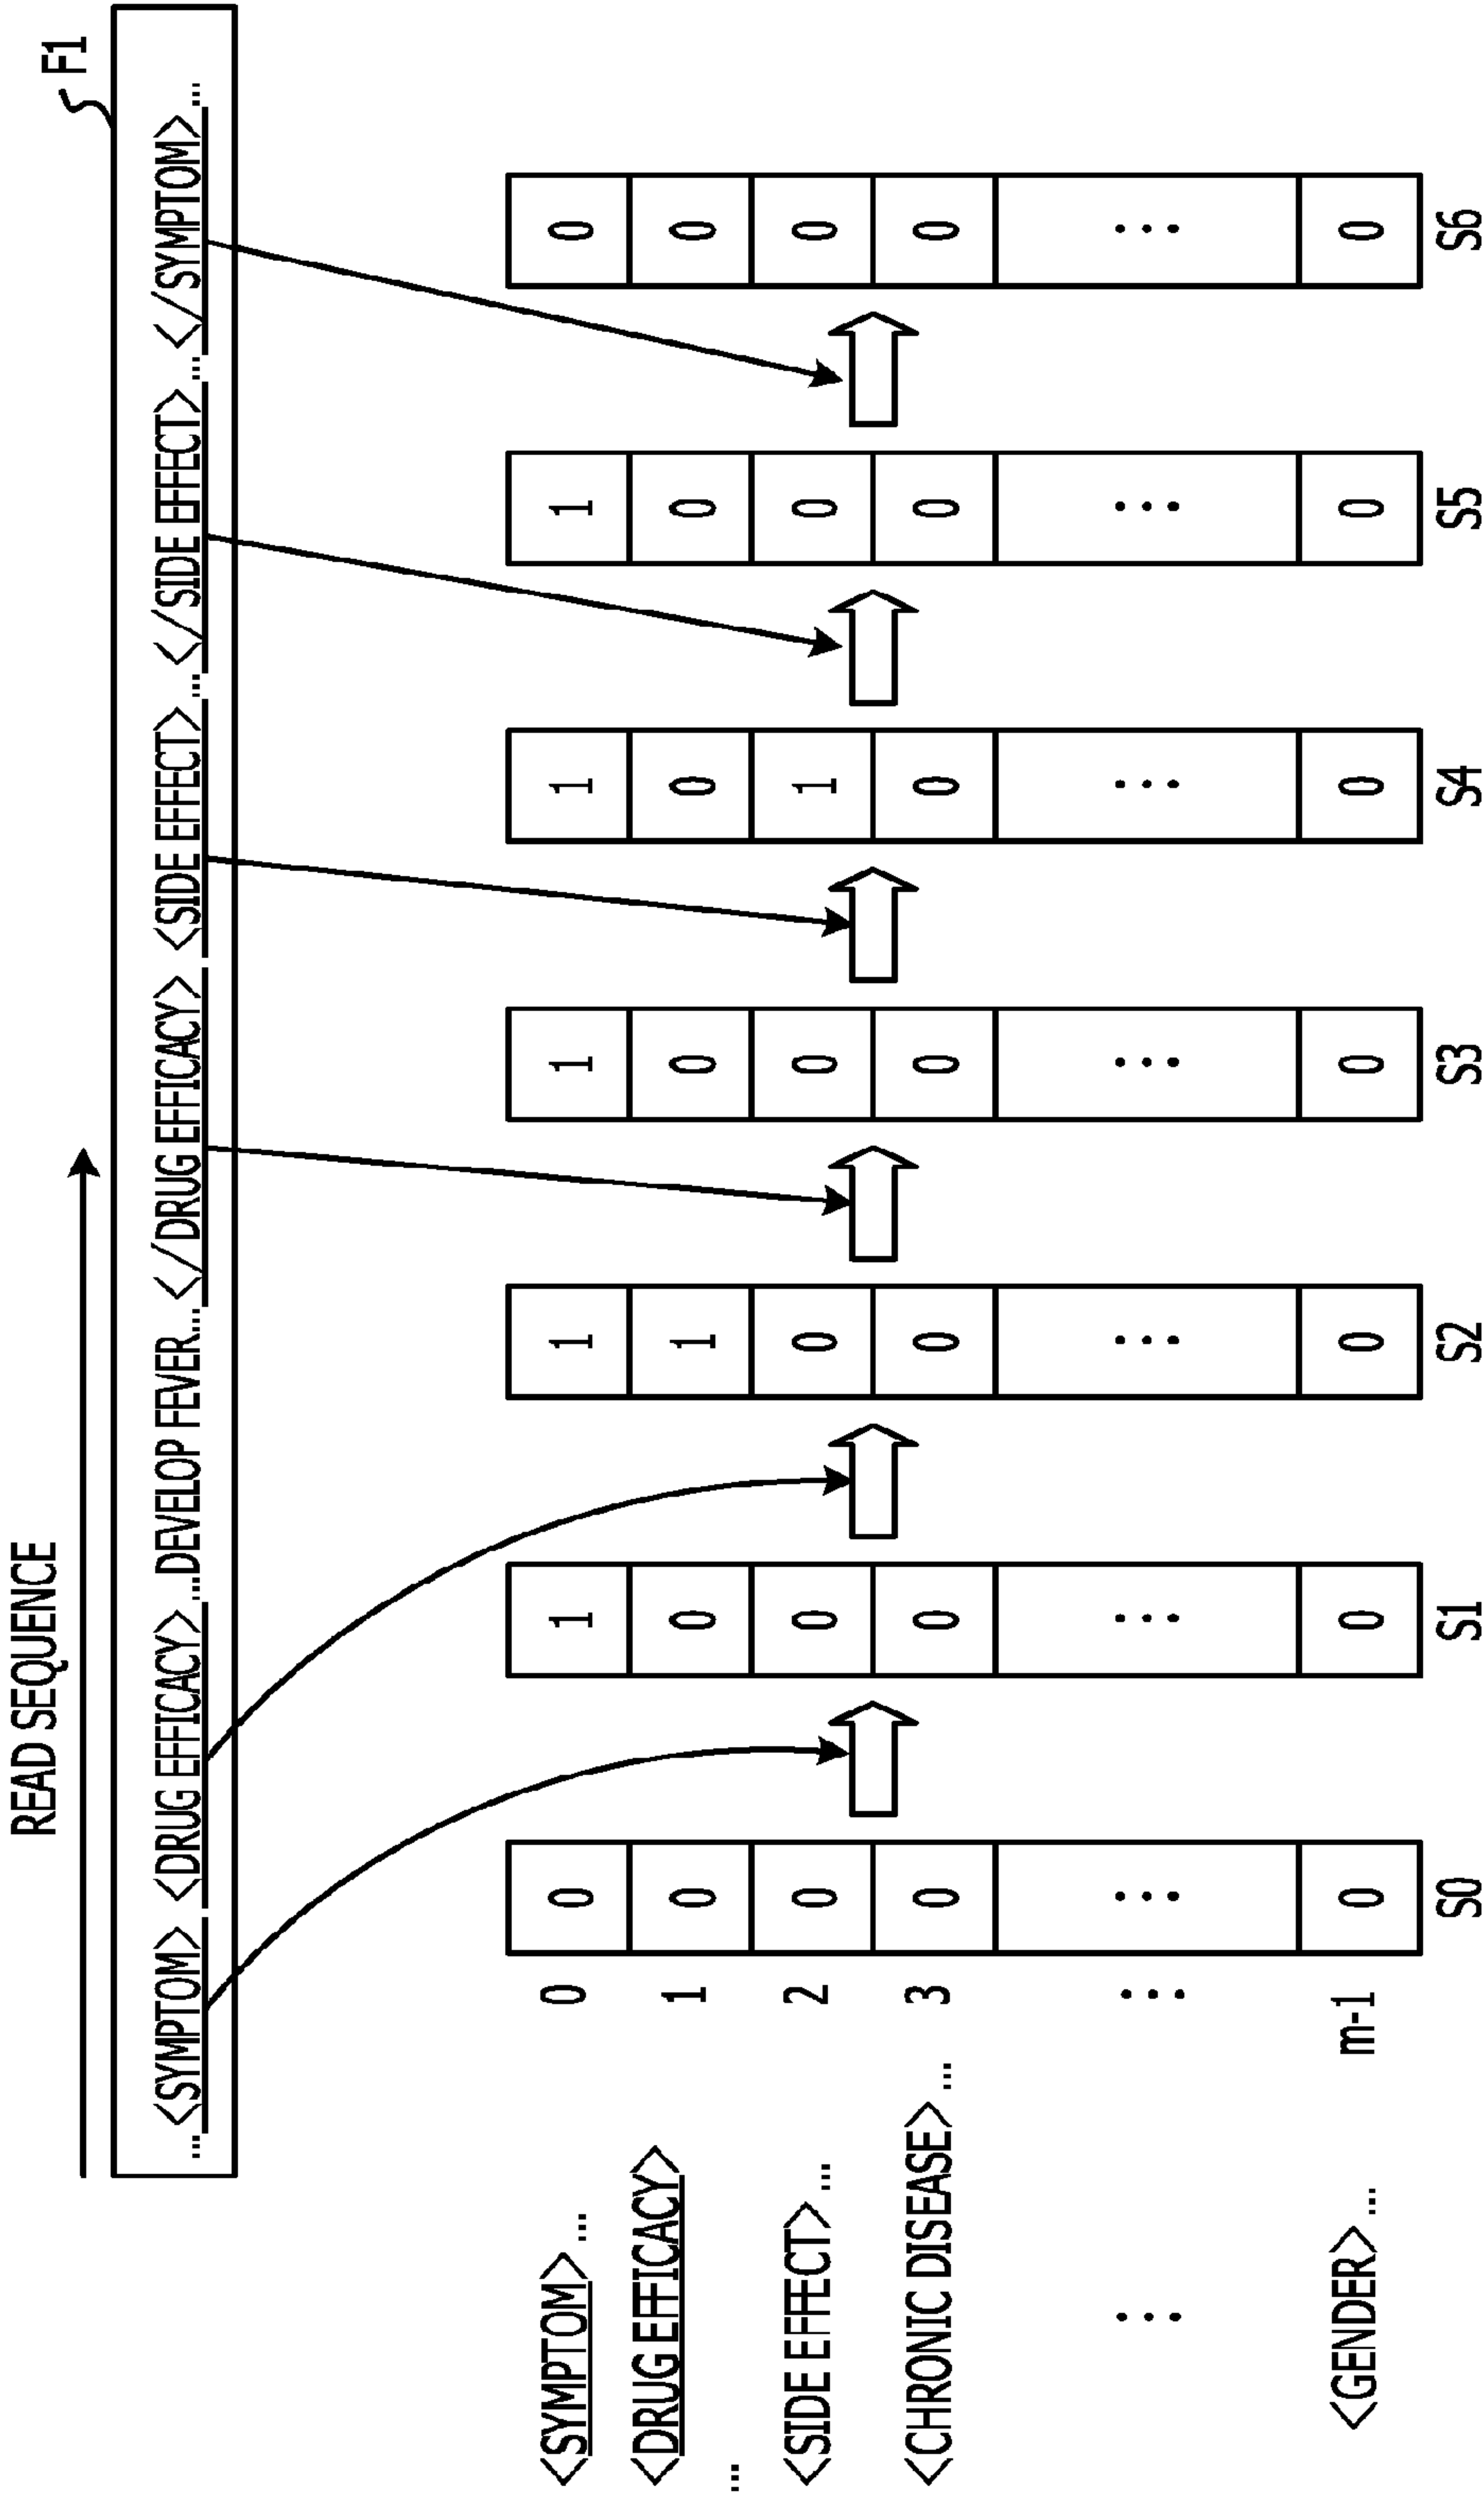 READ SEQUENCE
F1
...<SYMPTOM> <DRUG EFFICACY>...DEVELOP FEVER...</DRUG EFFICACY> <SIDE EFFECT>...</SIDE EFFECT>...</SYMPTOM>...
<SYMPTOM>... 0 0 1 1 1 1 1 0
<DRUG EFFICACY> 1 0 0 1 0 0 0 0
...
<SIDE EFFECT>... 2 0 0 0 0 1 0 0
<CHRONIC DISEASE>... 3 0 0 0 0 0 0 0
... ... ... ... ... ... ... ... ...
<GENDER>... m-1 0 0 0 0 0 0 0
S0 S1 S2 S3 S4 S5 S6